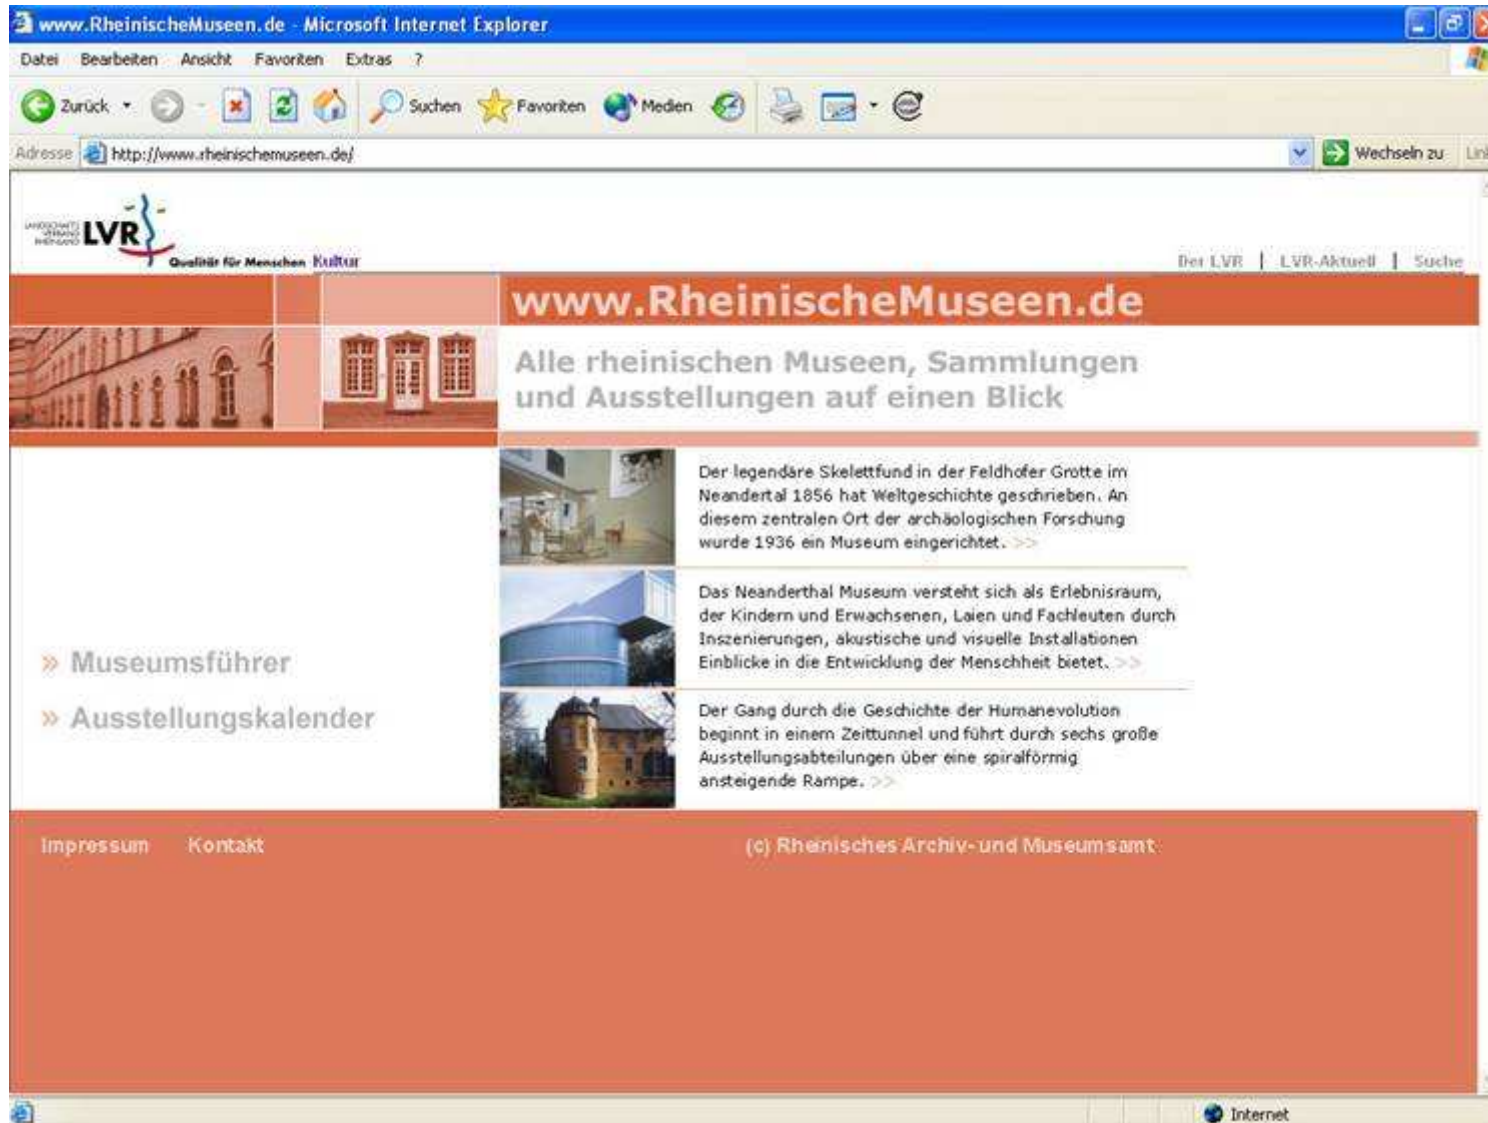 www.RheinischeMuseen.de - Microsoft Internet Explorer
Datei Bearbeiten Ansicht Favoriten Extras ?
Zurück Suchen Favoriten Medien
Adresse http://www.rheinischemuseen.de/ Wechseln zu
LVR
Qualität für Menschen Kultur
Der LVR | LVR-Aktuell | Suche
www.RheinischeMuseen.de
Alle rheinischen Museen, Sammlungen
und Ausstellungen auf einen Blick
Der legendäre Skelettfund in der Feldhofer Grotte im
Neandertal 1856 hat Weltgeschichte geschrieben. An
diesem zentralen Ort der archäologischen Forschung
wurde 1936 ein Museum eingerichtet. >>
Das Neanderthal Museum versteht sich als Erlebnisraum,
der Kindern und Erwachsenen, Laien und Fachleuten durch
Inszenierungen, akustische und visuelle Installationen
Einblicke in die Entwicklung der Menschheit bietet. >>
Der Gang durch die Geschichte der Humanevolution
beginnt in einem Zeittunnel und führt durch sechs große
Ausstellungsabteilungen über eine spiralförmig
ansteigende Rampe. >>
» Museumsführer
» Ausstellungskalender
Impressum Kontakt (c) Rheinisches Archiv- und Museumsamt
Internet